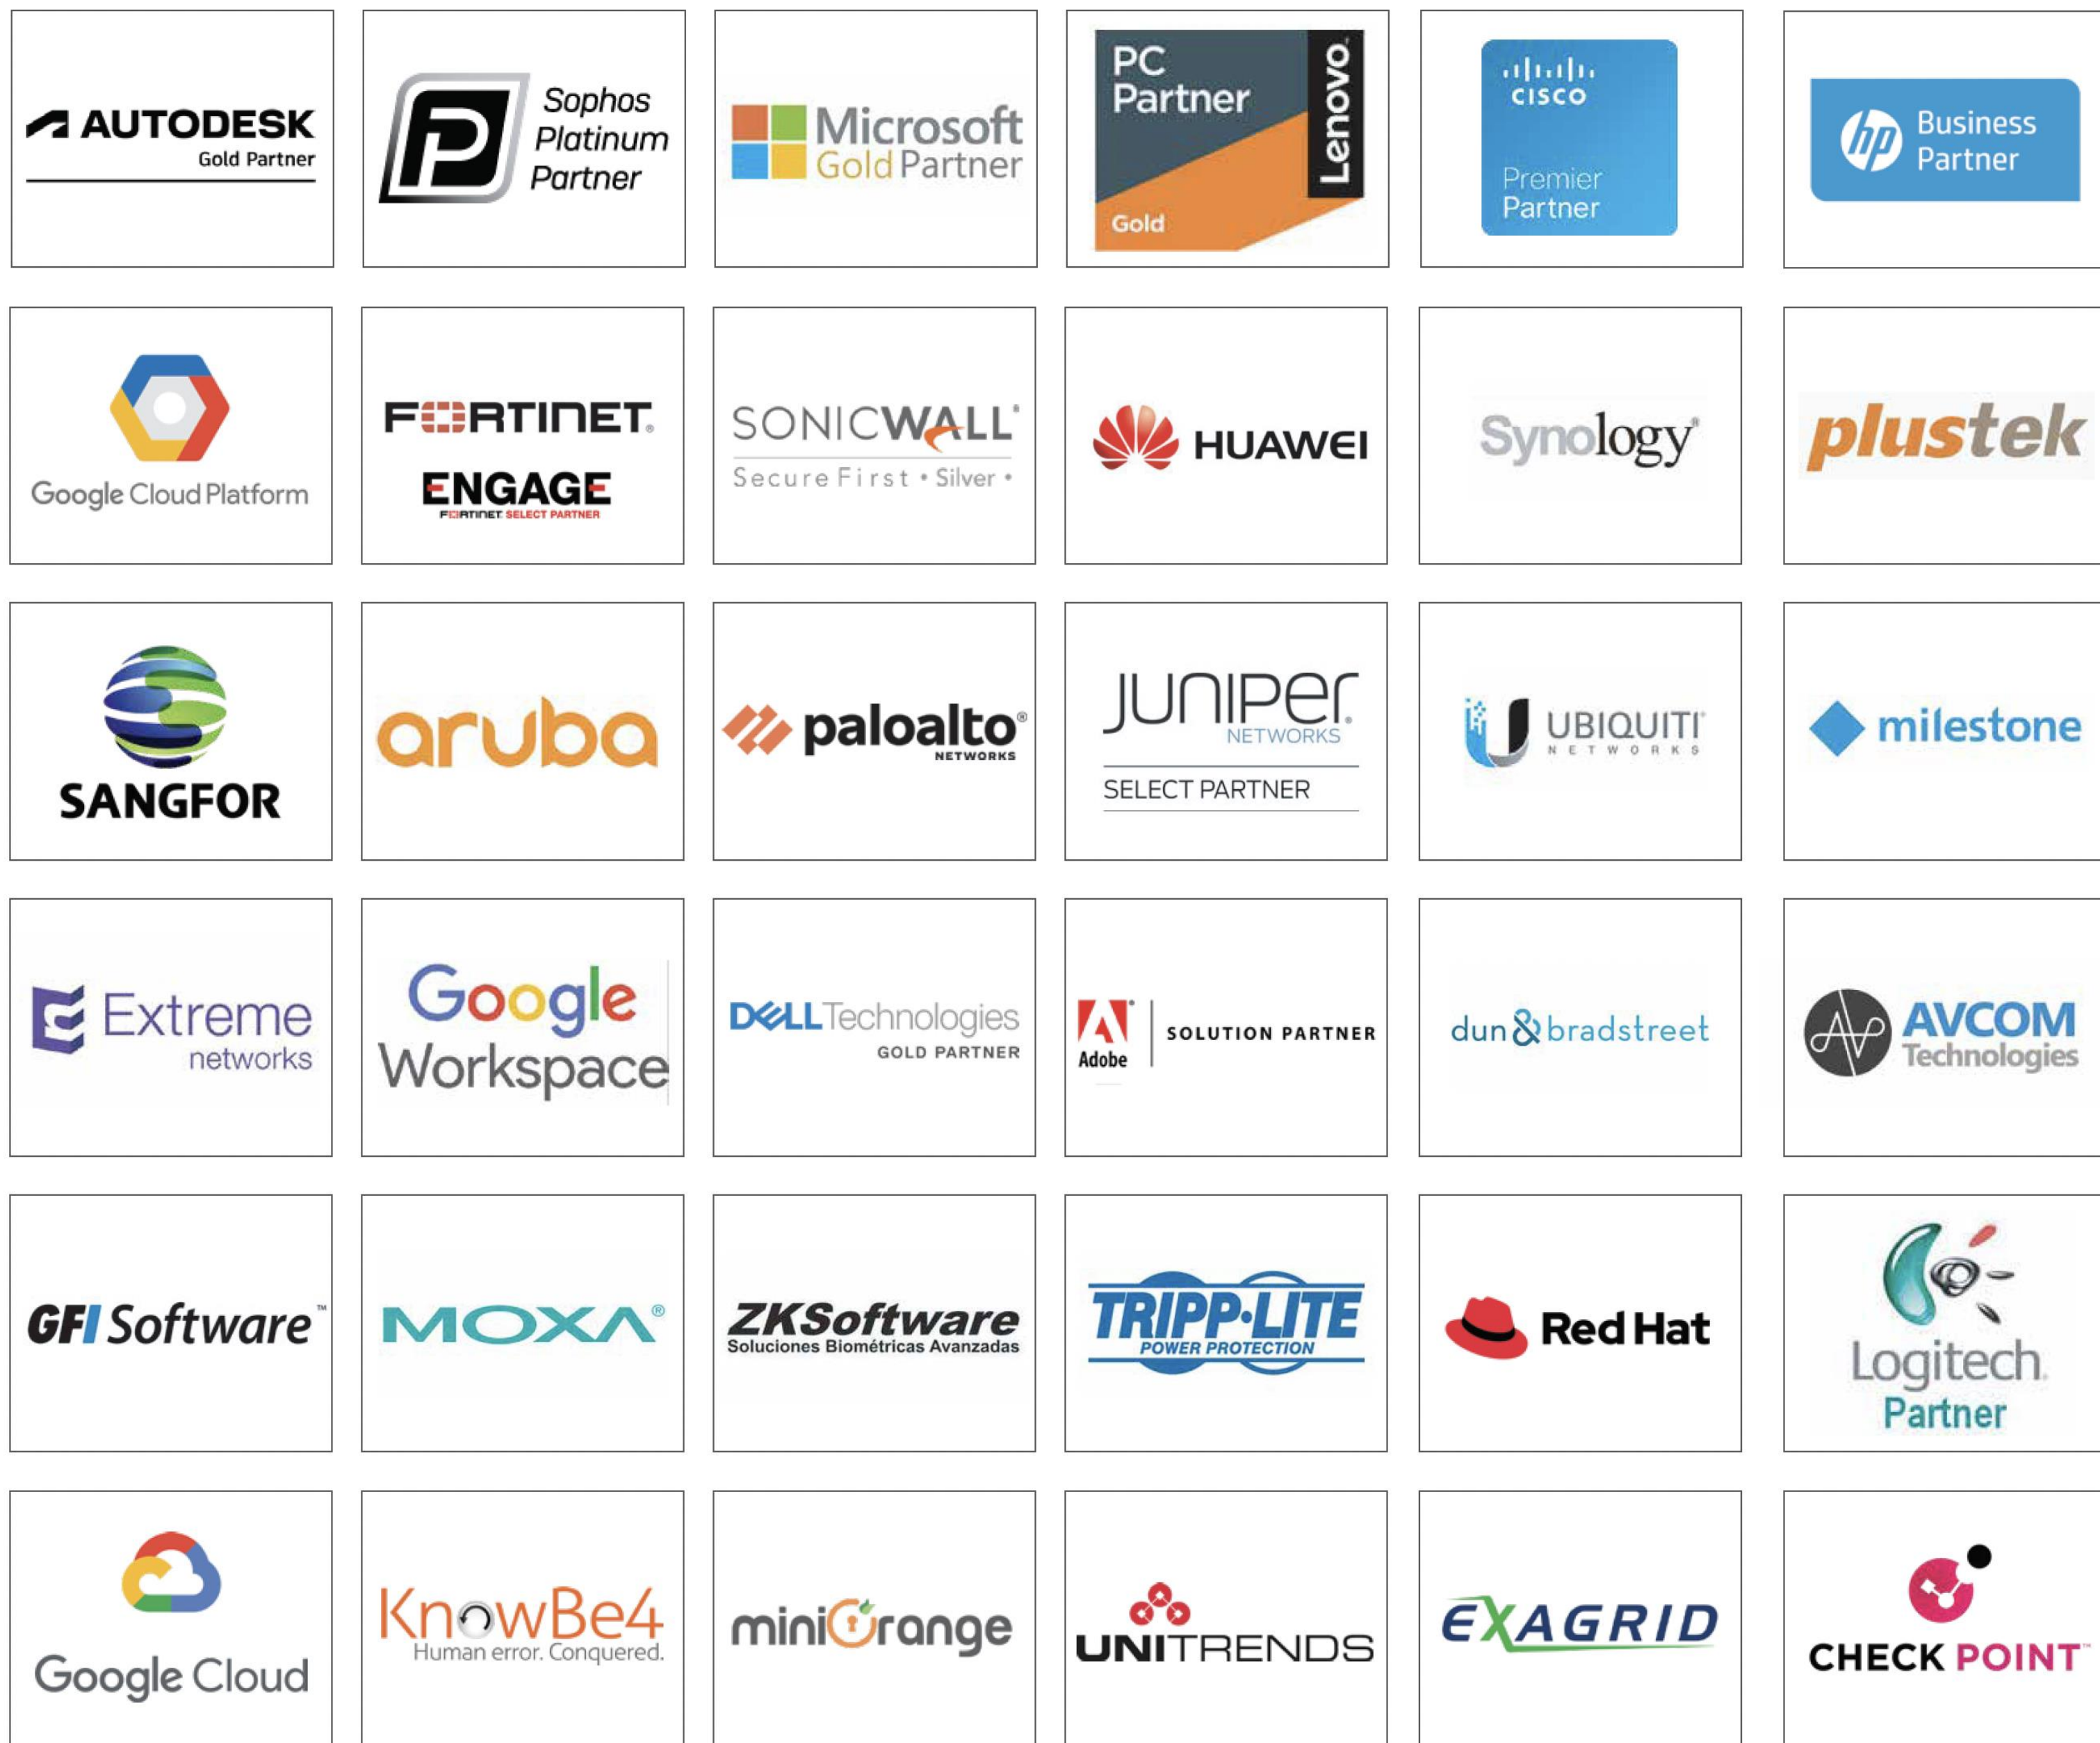 AUTODESK
Gold Partner
Sophos
Platinum
Partner
Microsoft
Gold Partner
PC
Partner
Lenovo.
Gold
CISCO
Premier
Partner
hp
Business
Partner
Google Cloud Platform
FORTINET®
ENGAGE
FORTINET SELECT PARTNER
SONICWALL®
Secure First • Silver •
HUAWEI
Synology®
plustek
SANGFOR
aruba
paloalto®
NETWORKS
JUNIPER®
NETWORKS
SELECT PARTNER
UBIQUITI
NETWORKS
milestone
Extreme
networks
Google
Workspace
DELL Technologies
GOLD PARTNER
Adobe
SOLUTION PARTNER
dun & bradstreet
AVCOM
Technologies
GFI Software™
MOXA®
ZKSoftware
Soluciones Biométricas Avanzadas
TRIPP·LITE
POWER PROTECTION
Red Hat
Logitech
Partner
Google Cloud
KnowBe4
Human error. Conquered.
miniOrange
UNITRENDS
EXAGRID
CHECK POINT™